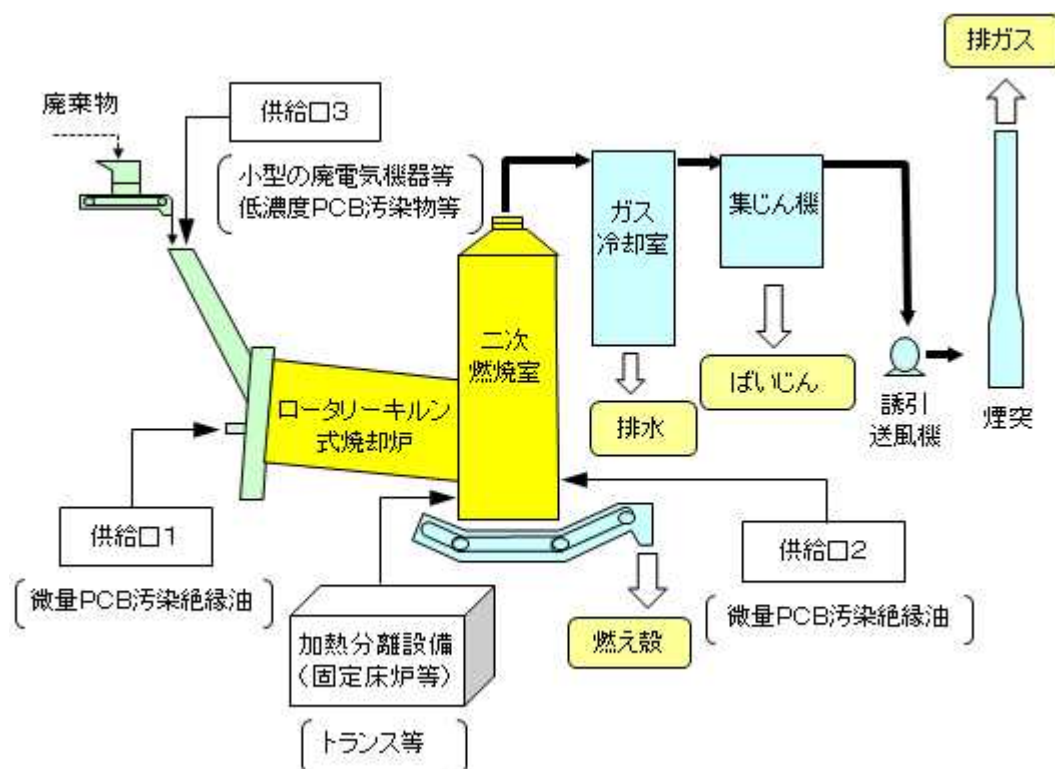 排ガス
廃棄物
供給口3
小型の廃電気機器等
低濃度PCB汚染物等
ガス
冷却室
集じん機
二次
燃焼室
ロータリーキルン
式焼却炉
ばいじん
排水
誘引
送風機
煙突
供給口1
微量PCB汚染絶縁油
供給口2
微量PCB汚染絶縁油
加熱分離設備
(固定床炉等)
燃え殻
トランス等